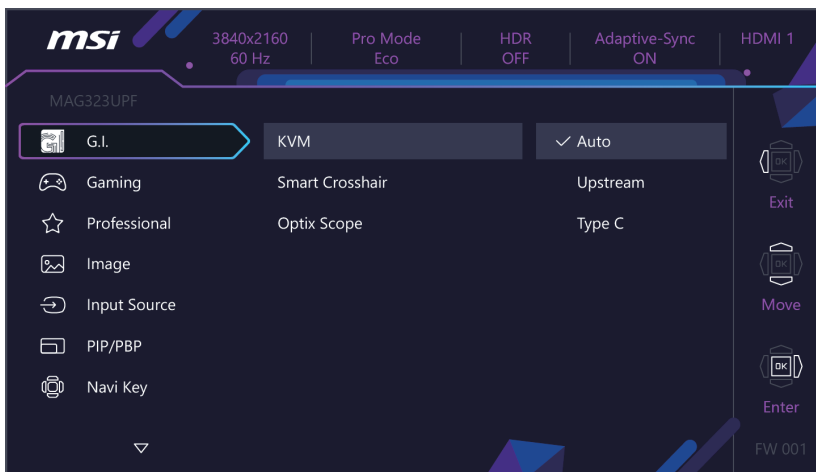 msi
3840x2160
60 Hz
Pro Mode
Eco
HDR
OFF
Adaptive-Sync
ON
HDMI 1
MAG323UPF
G.I.
Gaming
Professional
Image
Input Source
PIP/PBP
Navi Key
KVM
Smart Crosshair
Optix Scope
Auto
Upstream
Type C
OK
Exit
OK
Move
OK
Enter
FW 001